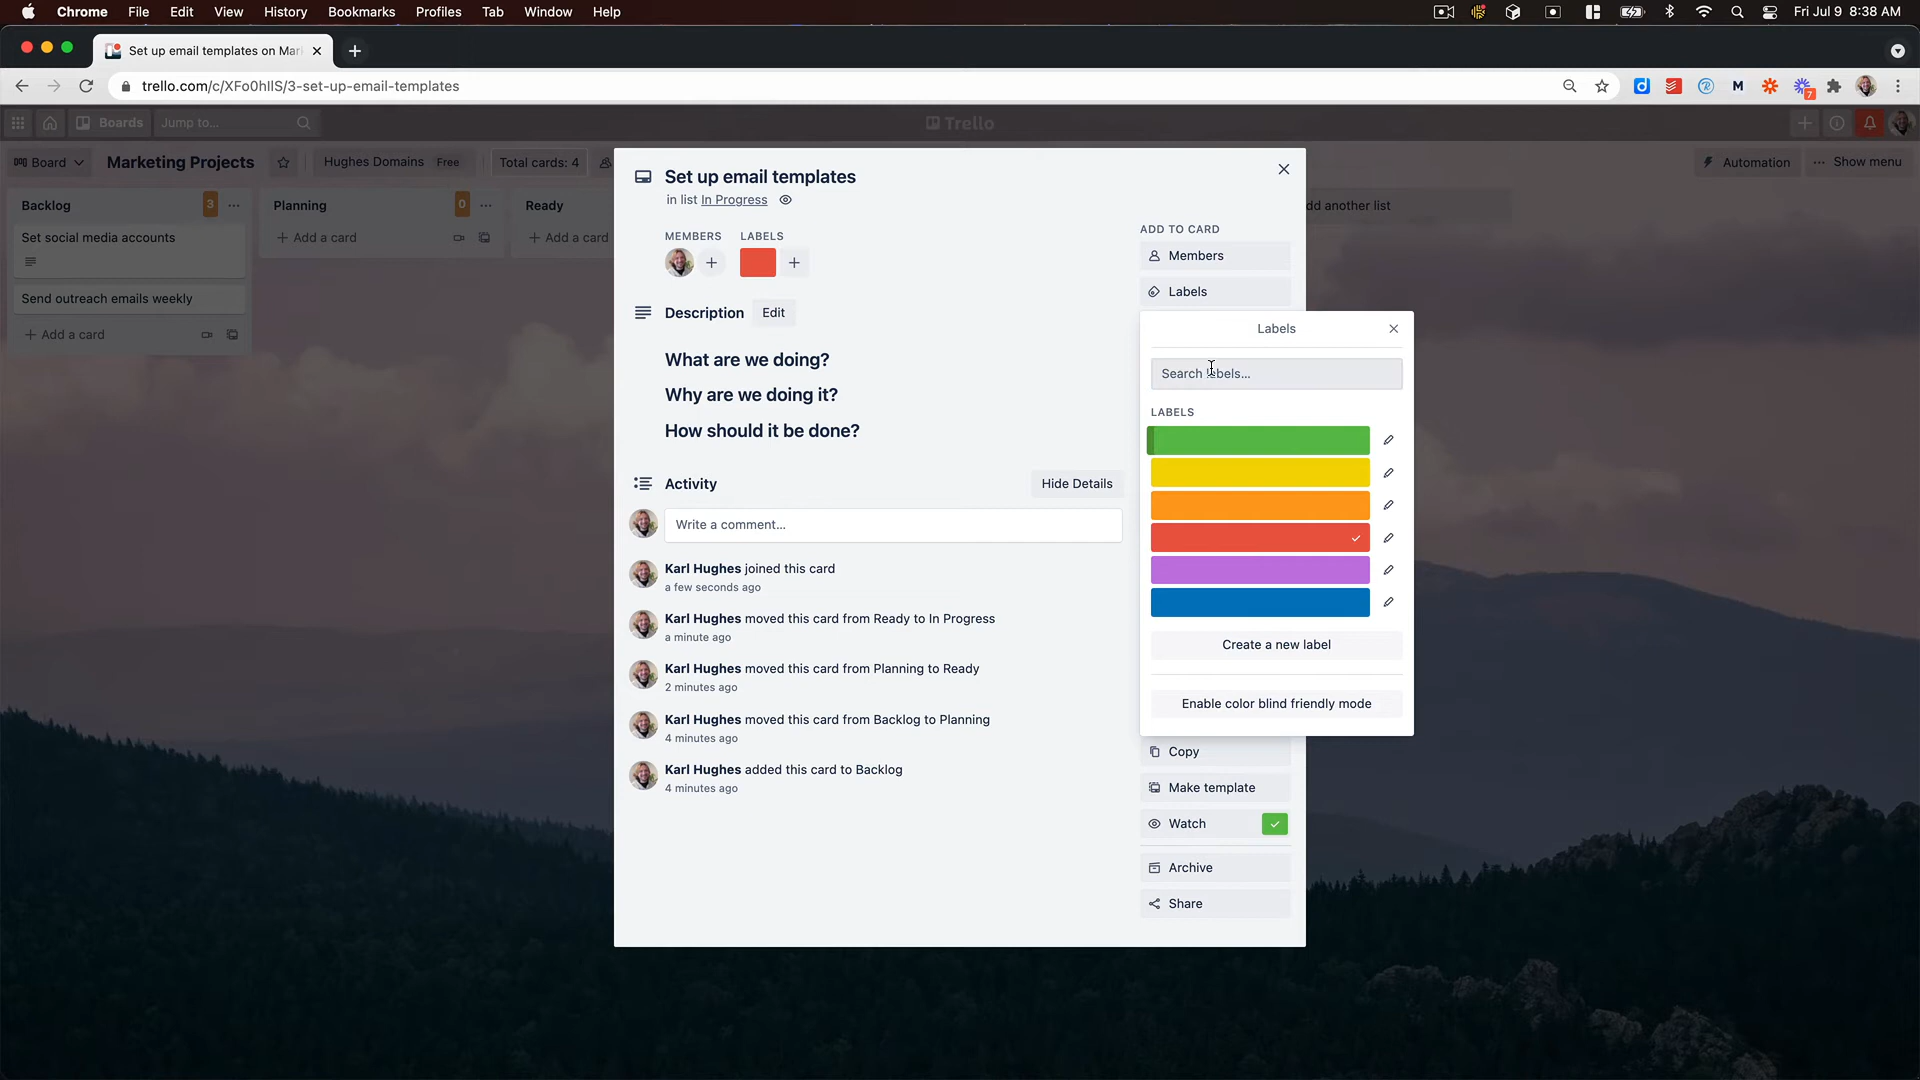 Chrome File Edit View History Bookmarks Profiles Tab Window Help Fri Jul 9 8:38 AM
Set up email templates on Mar
trello.com/c/XFo0hIIS/3-set-up-email-templates
7
Boards Jump to... Trello
Board Marketing Projects Hughes Domains Free Total cards: 4 Automation Show menu
Backlog 3
Set social media accounts
Send outreach emails weekly
+ Add a card
Planning 0
+ Add a card
Ready
+ Add a card
dd another list
Set up email templates
in list In Progress
MEMBERS LABELS
Description Edit
What are we doing?
Why are we doing it?
How should it be done?
Activity Hide Details
Write a comment...
Karl Hughes joined this card
a few seconds ago
Karl Hughes moved this card from Ready to In Progress
a minute ago
Karl Hughes moved this card from Planning to Ready
2 minutes ago
Karl Hughes moved this card from Backlog to Planning
4 minutes ago
Karl Hughes added this card to Backlog
4 minutes ago
ADD TO CARD
Members
Labels
Labels
Search labels...
LABELS
Create a new label
Enable color blind friendly mode
Copy
Make template
Watch
Archive
Share